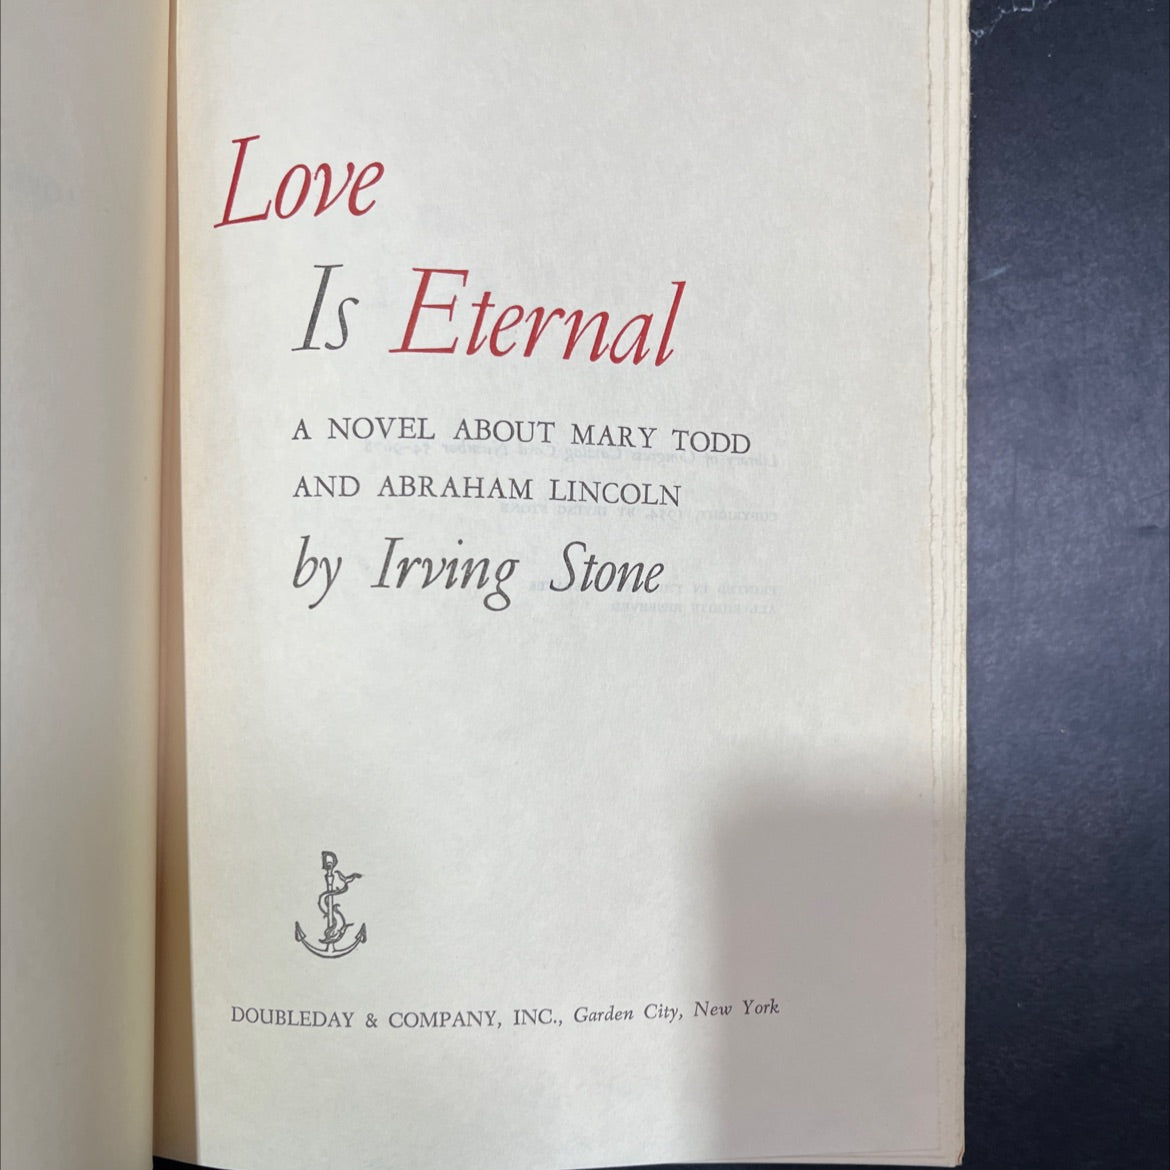 Love
Is Eternal
A NOVEL ABOUT MARY TODD
AND ABRAHAM LINCOLN
by Irving Stone
D
DOUBLEDAY & COMPANY, INC., Garden City, New York